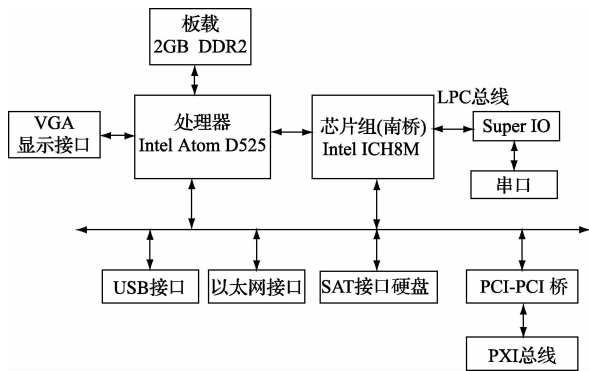 板载
2GB DDR2
VGA
显示接口
处理器
Intel Atom D525
芯片组(南桥)
Intel ICH8M
LPC总线
Super IO
串口
USB接口
以太网接口
SAT接口硬盘
PCI-PCI 桥
PXI总线